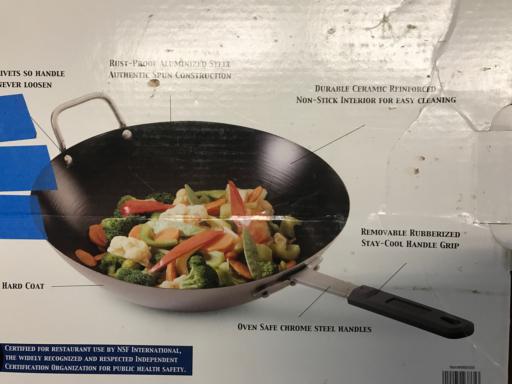 IVETS SO HANDLE
NEVER LOOSEN
RUST-PROOF ALUMINIZED STEEL
AUTHENTIC SPUN CONSTRUCTION
DURABLE CERAMIC REINFORCED
NON-STICK INTERIOR FOR EASY CLEANING
REMOVABLE RUBBERIZED
STAY-COOL HANDLE GRIP
HARD COAT
OVEN SAFE CHROME STEEL HANDLES
CERTIFIED FOR RESTAURANT USE BY NSF INTERNATIONAL,
THE WIDELY RECOGNIZED AND RESPECTED INDEPENDENT
CERTIFICATION ORGANIZATION FOR PUBLIC HEALTH SAFETY.